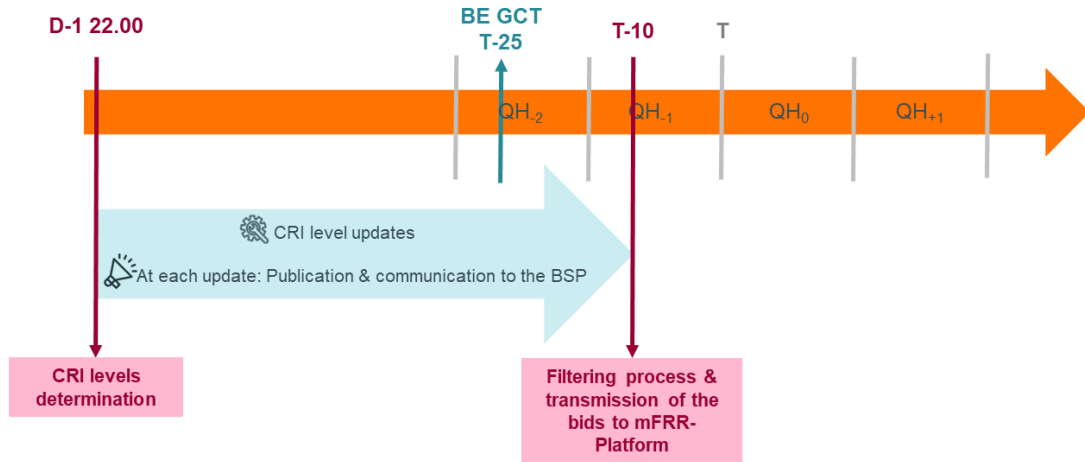 D-1 22.00
BE GCT
T-25
T-10
T
QH₋₂
QH₋₁
QH₀
QH₊₁
CRI level updates
At each update: Publication & communication to the BSP
CRI levels
determination
Filtering process &
transmission of the
bids to mFRR-
Platform